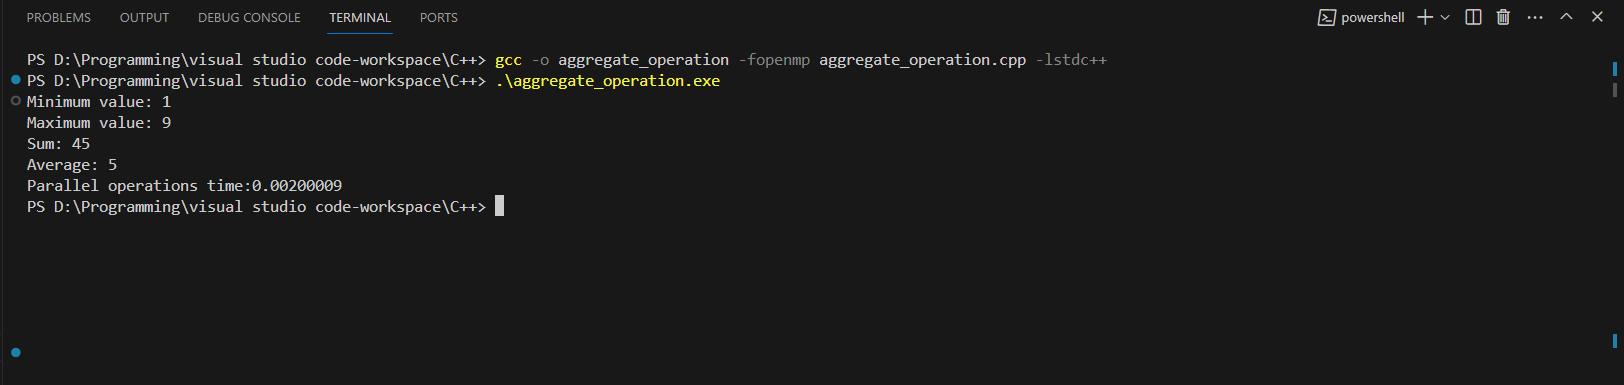 PROBLEMS OUTPUT DEBUG CONSOLE TERMINAL PORTS powershell
PS D:\Programming\visual studio code-workspace\C++> gcc -o aggregate_operation -fopenmp aggregate_operation.cpp -lstdc++
PS D:\Programming\visual studio code-workspace\C++> .\aggregate_operation.exe
Minimum value: 1
Maximum value: 9
Sum: 45
Average: 5
Parallel operations time:0.00200009
PS D:\Programming\visual studio code-workspace\C++>